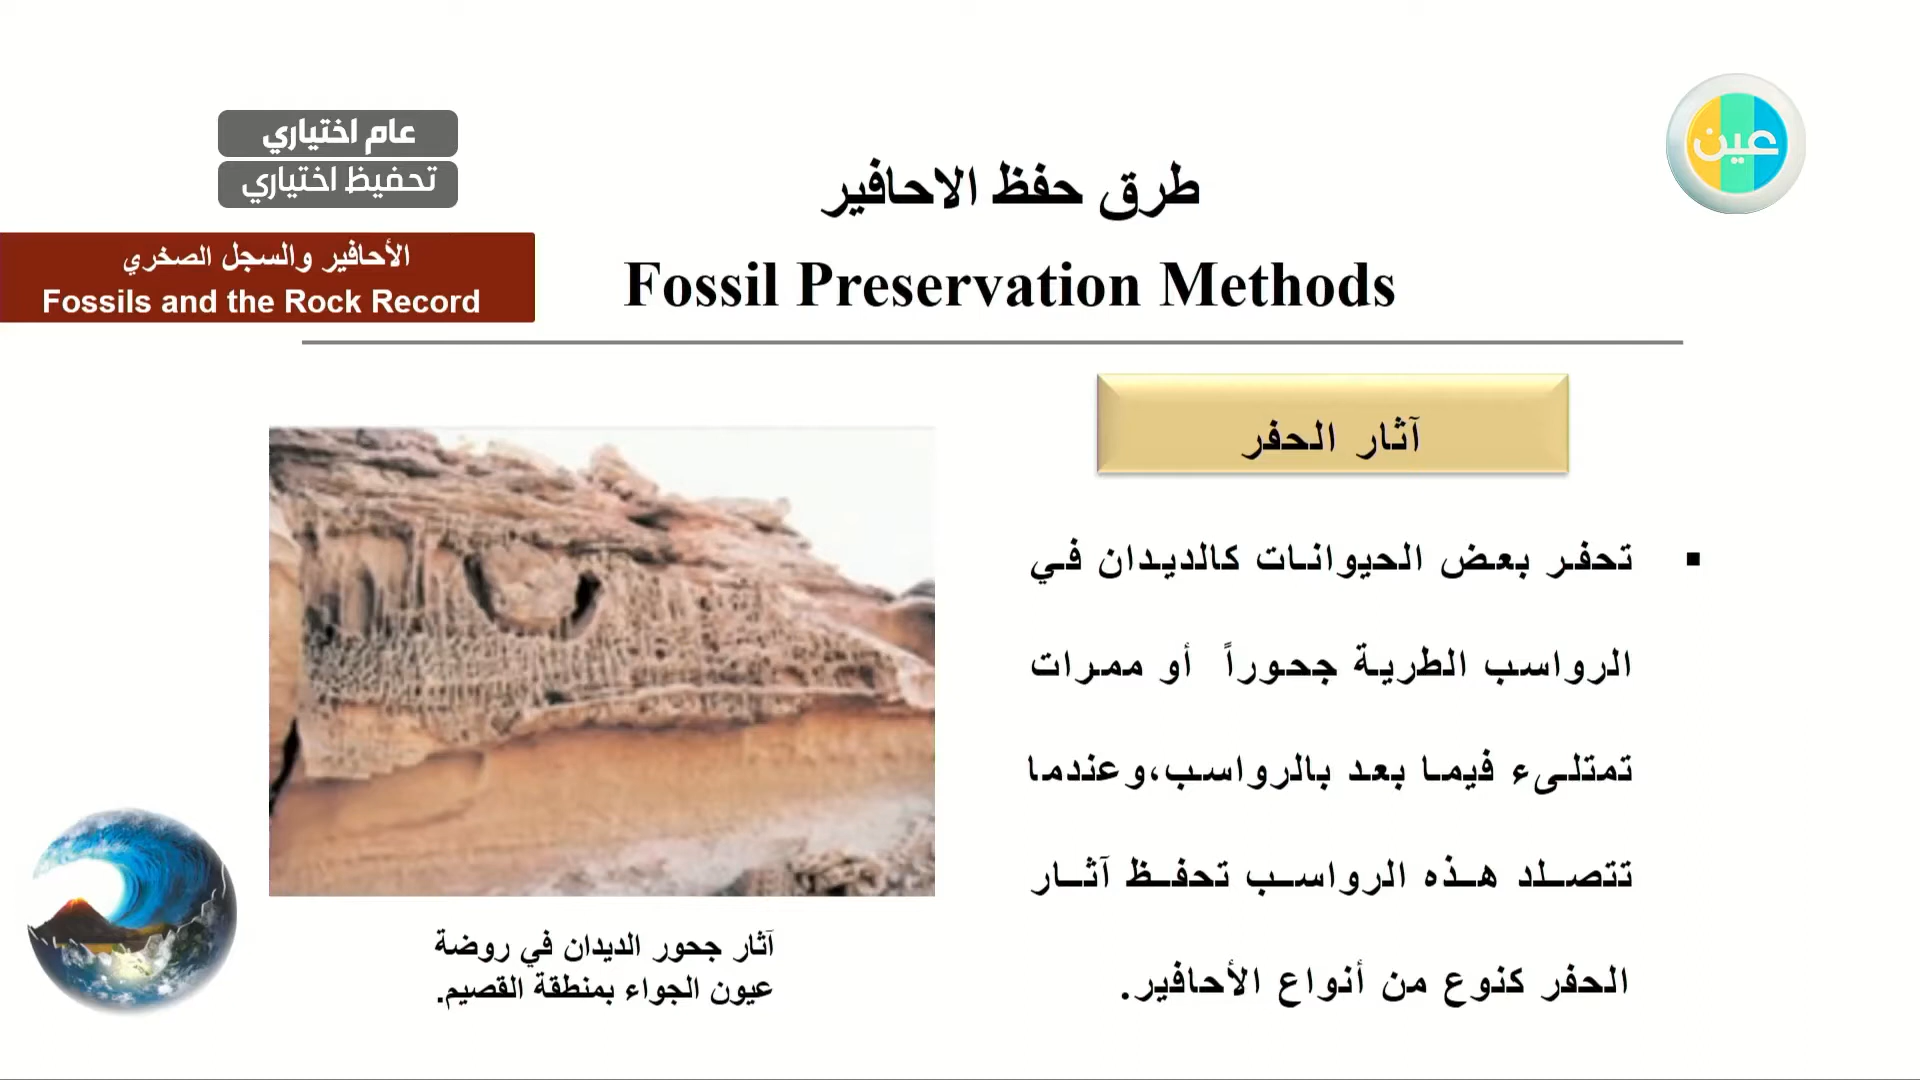 عام اختياري
تحفيظ اختياري
عين
طرق حفظ الاحافير
Fossil Preservation Methods
الأحافير والسجل الصخري
Fossils and the Rock Record
آثار الحفر
▪ تحفر بعض الحيوانات كالديدان في
الرواسب الطرية جحوراً أو ممرات
تمتلىء فيما بعد بالرواسب،وعندما
تتصلد هذه الرواسب تحفظ آثار
الحفر كنوع من أنواع الأحافير.
آثار جحور الديدان في روضة
عيون الجواء بمنطقة القصيم.